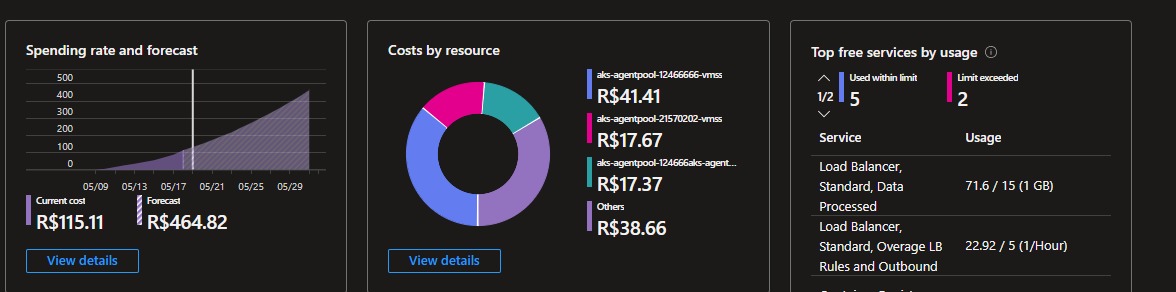 Spending rate and forecast
500
400
300
200
100
0
05/09 05/13 05/17 05/21 05/25 05/29
Current cost
R$115.11
Forecast
R$464.82
View details
Costs by resource
aks-agentpool-12466666-vmss
R$41.41
aks-agentpool-21570202-vmss
R$17.67
aks-agentpool-124666aks-agent...
R$17.37
Others
R$38.66
View details
Top free services by usage
1/2
Used within limit
5
Limit exceeded
2
Service Usage
Load Balancer,
Standard, Data
Processed
71.6 / 15 (1 GB)
Load Balancer,
Standard, Overage LB
Rules and Outbound
22.92 / 5 (1/Hour)